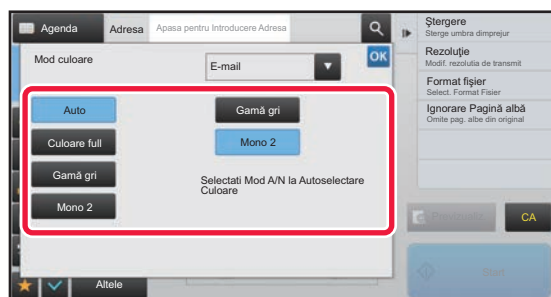 Agenda
Adresa
Apasa pentru Introducere Adresa
Mod culoare
E-mail
OK
Auto
Culoare full
Gamă gri
Mono 2
Gamă gri
Mono 2
Selectati Mod A/N la Autoselectare
Culoare
Ştergere
Sterge umbra dimprejur
Rezoluţie
Modif. rezolutia de transmit
Format fişier
Select. Format Fisier
Ignorare Pagină albă
Omite pag. albe din original
CA
Start
Altele